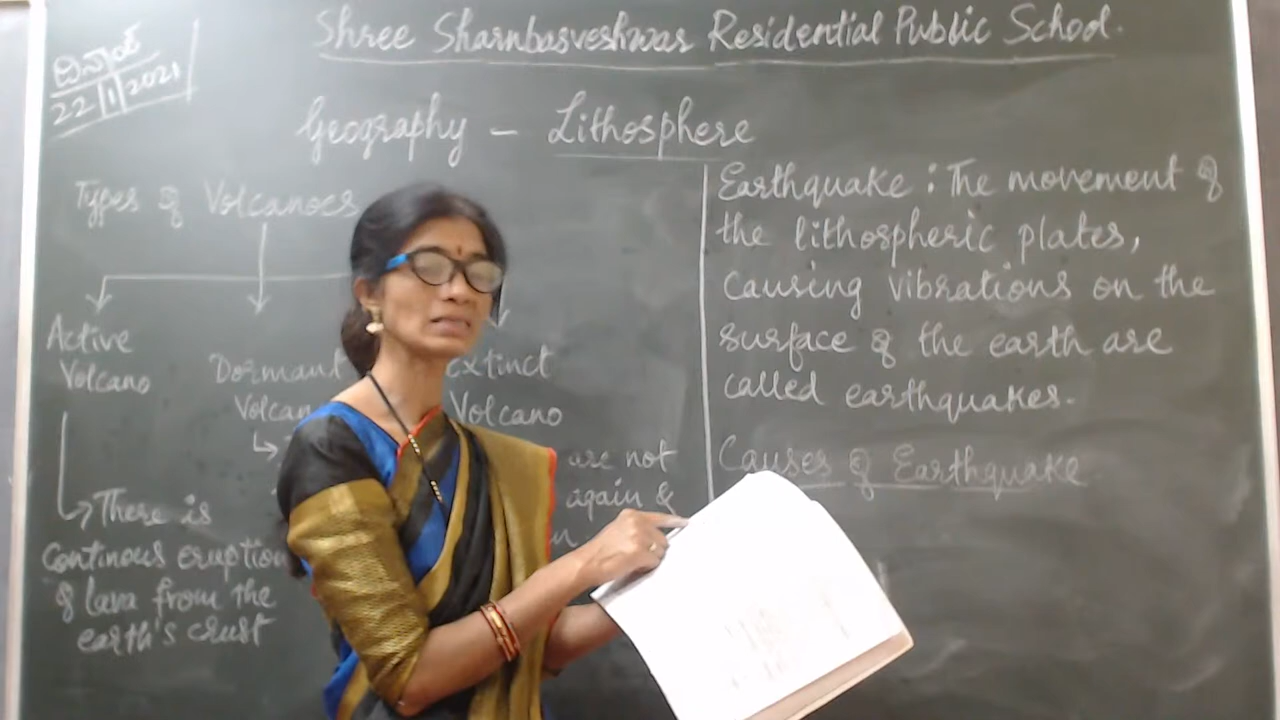 Shree Sharnbasveshwar Residential Public School.
ದಿನಾಂಕ
22/1/2021
Geography - Lithosphere
Types of Volcanoes
Active
Volcano
There is
Continous eruption
of lava from the
earth's crust
Dormant
Extinct
Volcano
are not
again &
Earthquake : The movement of
the lithospheric plates,
causing vibrations on the
surface of the earth are
called earthquakes.
Causes of Earthquake